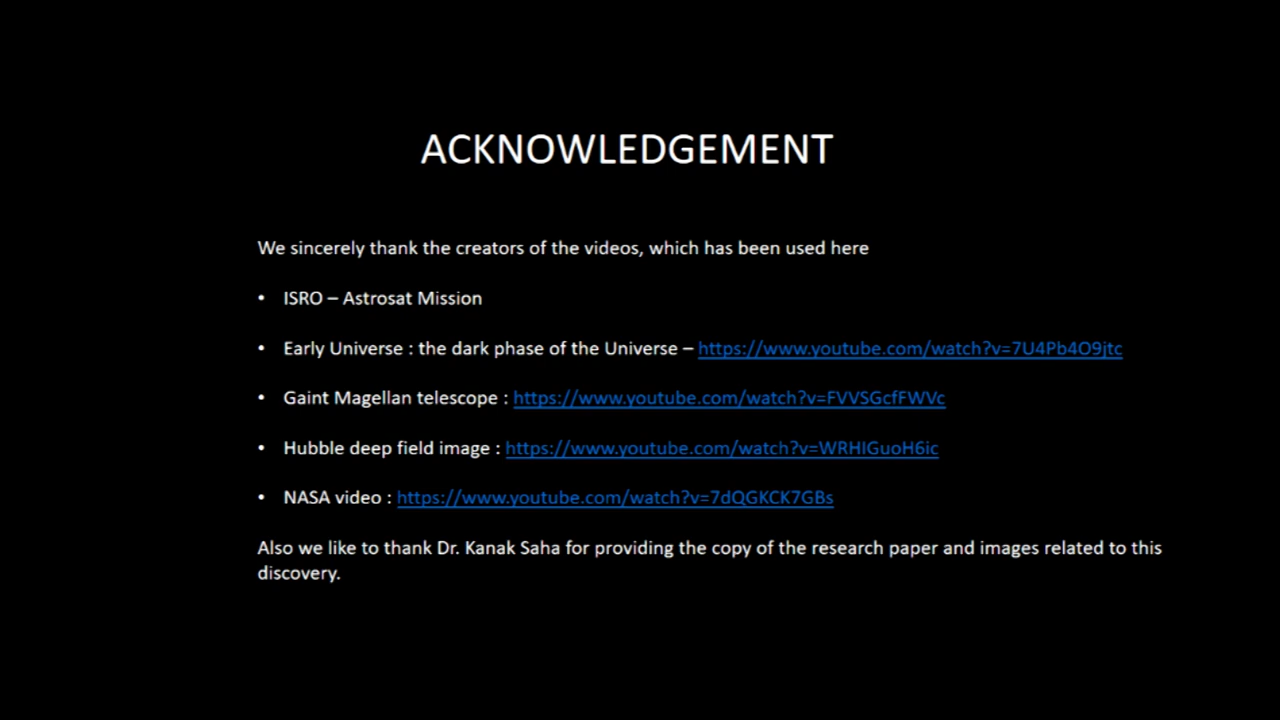 ACKNOWLEDGEMENT
We sincerely thank the creators of the videos, which has been used here
• ISRO – Astrosat Mission
• Early Universe : the dark phase of the Universe – https://www.youtube.com/watch?v=7U4Pb4O9jtc
• Gaint Magellan telescope : https://www.youtube.com/watch?v=FVVSGcfFWVc
• Hubble deep field image : https://www.youtube.com/watch?v=WRHIGuoH6ic
• NASA video : https://www.youtube.com/watch?v=7dQGKCK7GBs
Also we like to thank Dr. Kanak Saha for providing the copy of the research paper and images related to this
discovery.